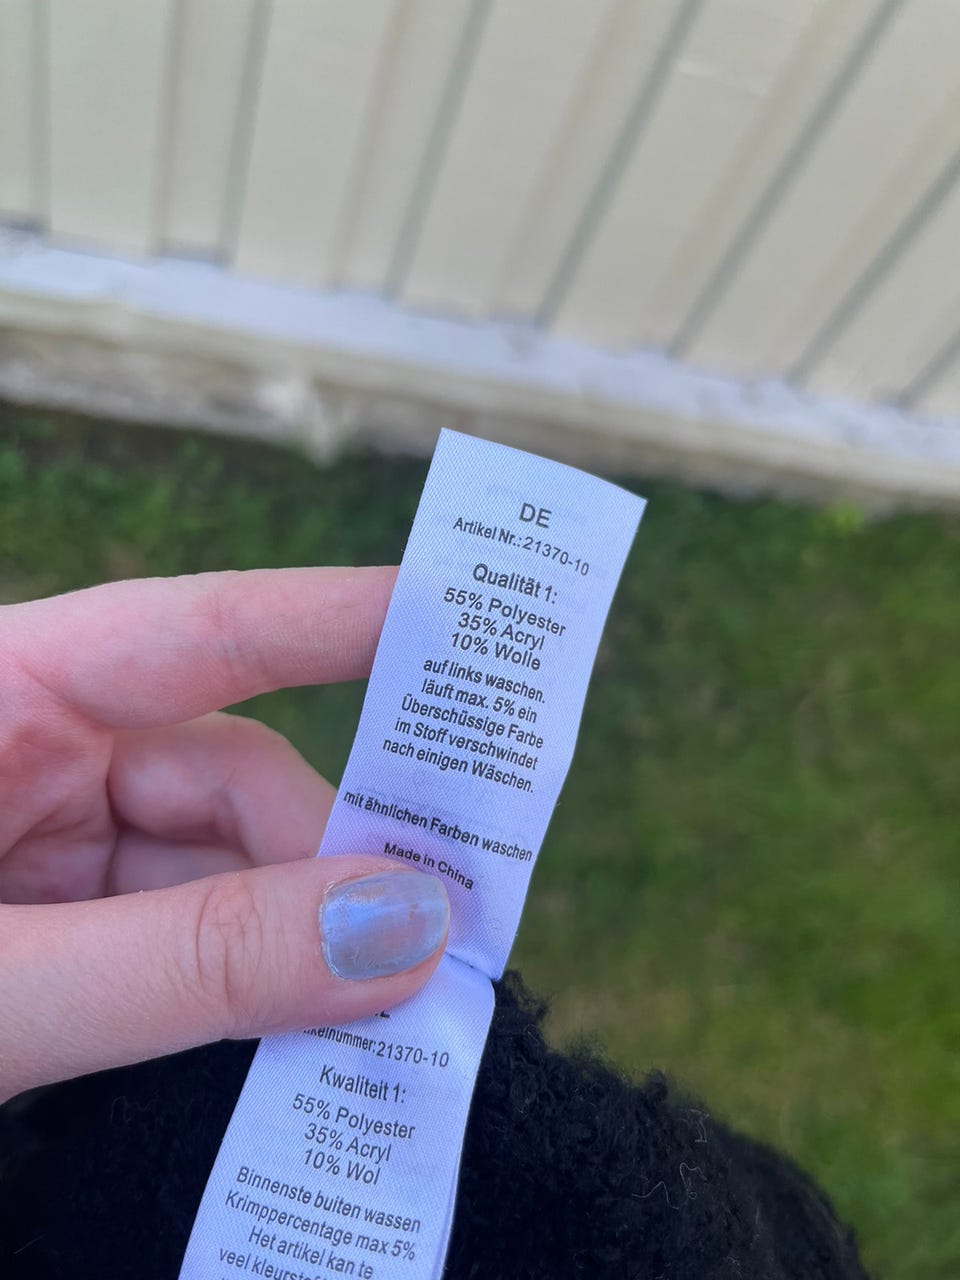 DE
Artikel Nr.:21370-10
Qualität 1:
55% Polyester
35% Acryl
10% Wolle
auf links waschen.
läuft max. 5% ein
Überschüssige Farbe
im Stoff verschwindet
nach einigen Wäschen.
mit ähnlichen Farben waschen
Made in China
:21370-10
Kwaliteit 1:
55% Polyester
35% Acryl
10% Wol
Binnenste buiten wassen
Krimppercentage max 5%
Het artikel kan te
veel